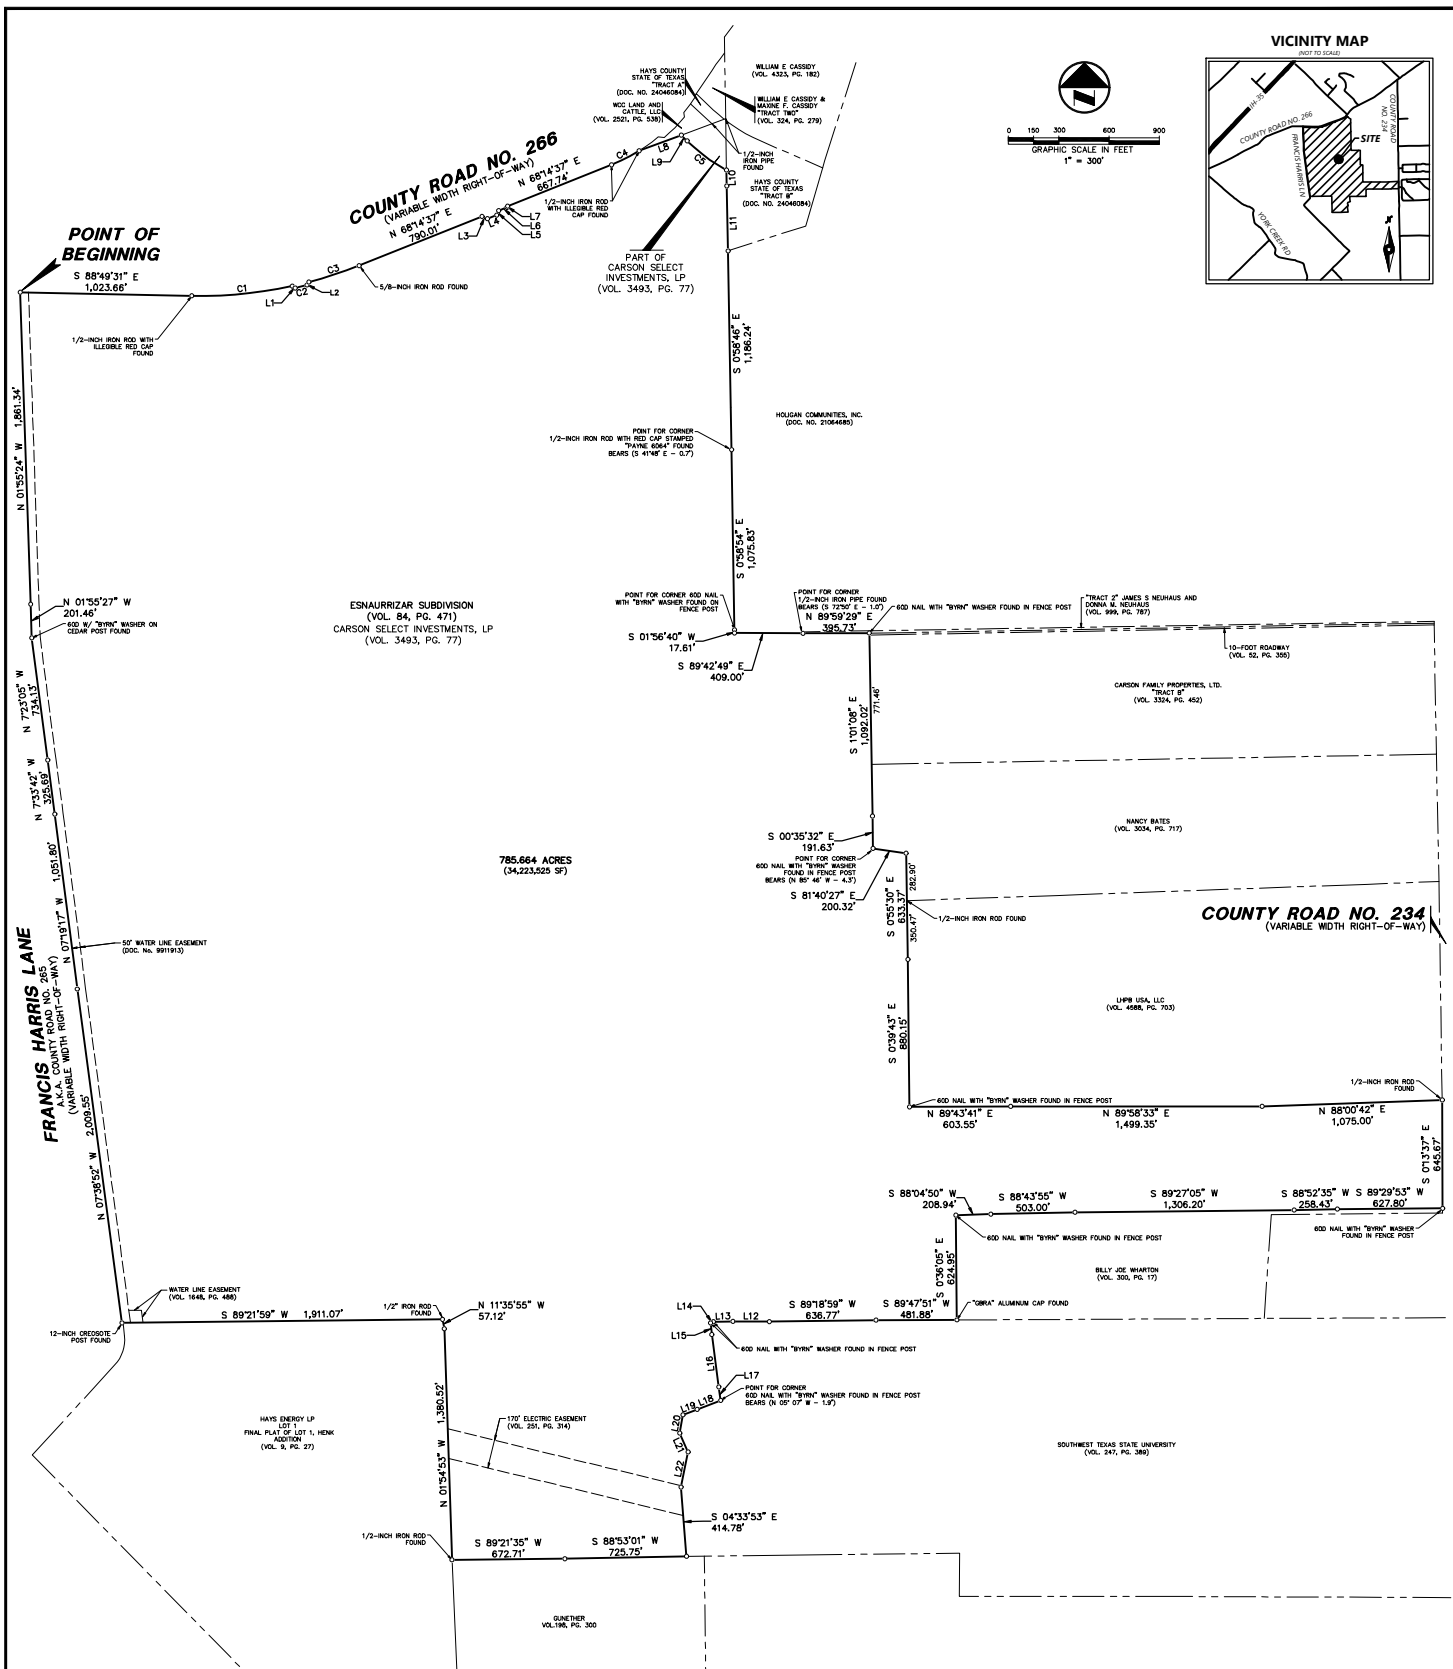 VICINITY MAP
(NOT TO SCALE)
IH-35
COUNTY ROAD NO. 266
COUNTY ROAD
NO. 234
SITE
FRANCIS HARRIS LN
YORK CREEK RD
N
0 150 300 600 900
GRAPHIC SCALE IN FEET
1" = 300'
WILLIAM E CASSIDY
(VOL. 4323, PG. 182)
HAYS COUNTY
STATE OF TEXAS
"TRACT A"
(DOC. NO. 24046084)
WCC LAND AND
CATTLE, LLC
(VOL. 2521, PG. 538)
WILLIAM E CASSIDY &
MAXINE F. CASSIDY
"TRACT TWO"
(VOL. 324, PG. 279)
1/2-INCH
IRON PIPE
FOUND
HAYS COUNTY
STATE OF TEXAS
"TRACT B"
(DOC. NO. 24046084)
COUNTY ROAD NO. 266
(VARIABLE WIDTH RIGHT-OF-WAY)
N 68°14'37" E
667.74'
N 68°14'37" E
790.01'
C4
L8
L9
C5
L10
L11
1/2-INCH IRON ROD
WITH ILLEGIBLE RED
CAP FOUND
L3
L4
L7
L6
L5
PART OF
CARSON SELECT
INVESTMENTS, LP
(VOL. 3493, PG. 77)
POINT OF
BEGINNING
S 88°49'31" E
1,023.66'
C1
L1
C2
L2
C3
5/8-INCH IRON ROD FOUND
1/2-INCH IRON ROD WITH
ILLEGIBLE RED CAP
FOUND
S 0°58'46" E
1,186.24'
HOLIGAN COMMUNITIES, INC.
(DOC. NO. 21064685)
POINT FOR CORNER
1/2-INCH IRON ROD WITH RED CAP STAMPED
"PAYNE 6064" FOUND
BEARS (S 41°48' E - 0.7')
N 01°55'24" W 1,861.34'
S 0°58'54" E
1,075.83'
N 01°55'27" W
201.46'
60D W/ "BYRN" WASHER ON
CEDAR POST FOUND
ESNAURRIZAR SUBDIVISION
(VOL. 84, PG. 471)
CARSON SELECT INVESTMENTS, LP
(VOL. 3493, PG. 77)
POINT FOR CORNER 60D NAIL
WITH "BYRN" WASHER FOUND ON
FENCE POST
S 01°56'40" W
17.61'
S 89°42'49" E
409.00'
POINT FOR CORNER
1/2-INCH IRON PIPE FOUND
BEARS (S 72°50' E - 1.0')
N 89°59'29" E
395.73'
60D NAIL WITH "BYRN" WASHER FOUND IN FENCE POST
"TRACT 2" JAMES S NEUHAUS AND
DONNA M. NEUHAUS
(VOL. 999, PG. 787)
10-FOOT ROADWAY
(VOL. 52, PG. 355)
CARSON FAMILY PROPERTIES, LTD.
"TRACT B"
(VOL. 3324, PG. 452)
N 7°23'05" W
734.13'
S 1°01'08" E
1,092.02'
771.46'
N 7°33'42" W
325.69'
NANCY BATES
(VOL. 3034, PG. 717)
S 00°35'32" E
191.63'
POINT FOR CORNER
60D NAIL WITH "BYRN" WASHER
FOUND IN FENCE POST
BEARS (N 85° 46' W - 4.3')
S 81°40'27" E
200.32'
785.664 ACRES
(34,223,525 SF)
S 0°55'30" E
633.37'
282.90'
350.47'
1/2-INCH IRON ROD FOUND
COUNTY ROAD NO. 234
(VARIABLE WIDTH RIGHT-OF-WAY)
N 07°19'17" W 1,051.80'
50' WATER LINE EASEMENT
(DOC. No. 9911913)
FRANCIS HARRIS LANE
A.K.A. COUNTY ROAD NO. 265
(VARIABLE WIDTH RIGHT-OF-WAY)
S 0°39'43" E
880.15'
LHPB USA, LLC
(VOL. 4588, PG. 703)
1/2-INCH IRON ROD
FOUND
60D NAIL WITH "BYRN" WASHER FOUND IN FENCE POST
N 89°43'41" E
603.55'
N 89°58'33" E
1,499.35'
N 88°00'42" E
1,075.00'
S 0°13'37" E
645.67'
N 07°38'52" W 2,009.55'
S 88°04'50" W
208.94'
S 88°43'55" W
503.00'
S 89°27'05" W
1,306.20'
S 88°52'35" W
258.43'
S 89°29'53" W
627.80'
60D NAIL WITH "BYRN" WASHER FOUND IN FENCE POST
60D NAIL WITH "BYRN" WASHER
FOUND IN FENCE POST
S 0°36'05" E
624.95'
BILLY JOE WHARTON
(VOL. 300, PG. 17)
"GBRA" ALUMINUM CAP FOUND
WATER LINE EASEMENT
(VOL. 1648, PG. 488)
S 89°21'59" W 1,911.07'
1/2" IRON ROD
FOUND
N 11°35'55" W
57.12'
12-INCH CREOSOTE
POST FOUND
L14
L13
L12
S 89°18'59" W
636.77'
S 89°47'51" W
481.88'
L15
60D NAIL WITH "BYRN" WASHER FOUND IN FENCE POST
L16
L17
POINT FOR CORNER
60D NAIL WITH "BYRN" WASHER FOUND IN FENCE POST
BEARS (N 05° 07' W - 1.9')
L18
L19
L20
L21
L22
N 01°54'53" W 1,380.52'
170' ELECTRIC EASEMENT
(VOL. 251, PG. 314)
HAYS ENERGY LP
LOT 1
FINAL PLAT OF LOT 1, HENK
ADDITION
(VOL. 9, PG. 27)
SOUTHWEST TEXAS STATE UNIVERSITY
(VOL. 247, PG. 389)
S 04°33'53" E
414.78'
1/2-INCH IRON ROD
FOUND
S 89°21'35" W
672.71'
S 88°53'01" W
725.75'
GUNETHER
VOL.198, PG. 300